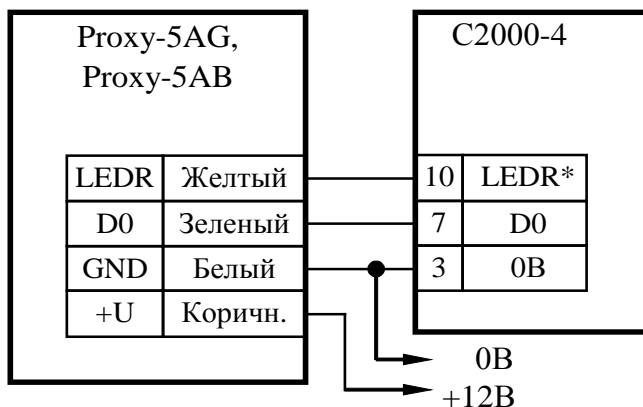 Proxy-5AG,
Proxy-5AB
C2000-4
LEDR Желтый 10 LEDR*
D0 Зеленый 7 D0
GND Белый 3 0В
+U Коричн.
0В
+12В